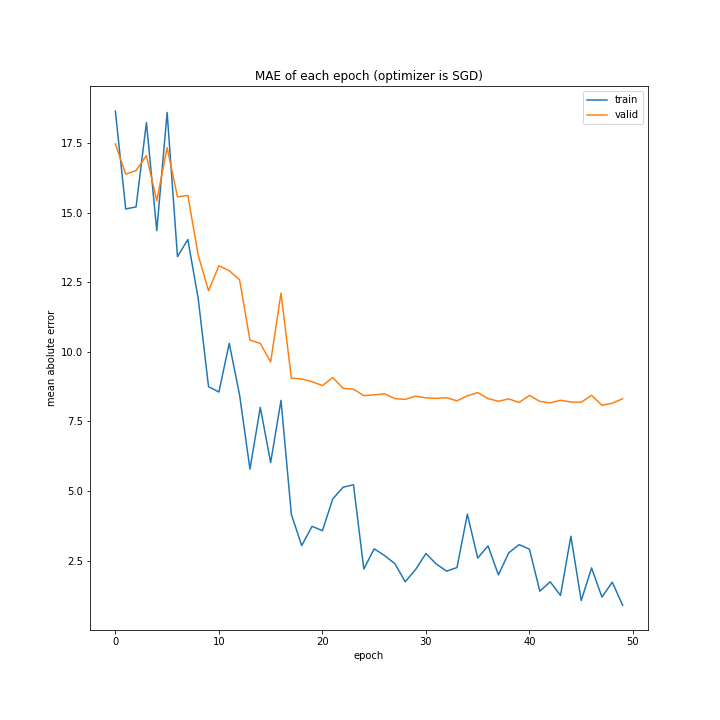 MAE of each epoch (optimizer is SGD)
train
valid
mean abolute error
17.5
15.0
12.5
10.0
7.5
5.0
2.5
0 10 20 30 40 50
epoch